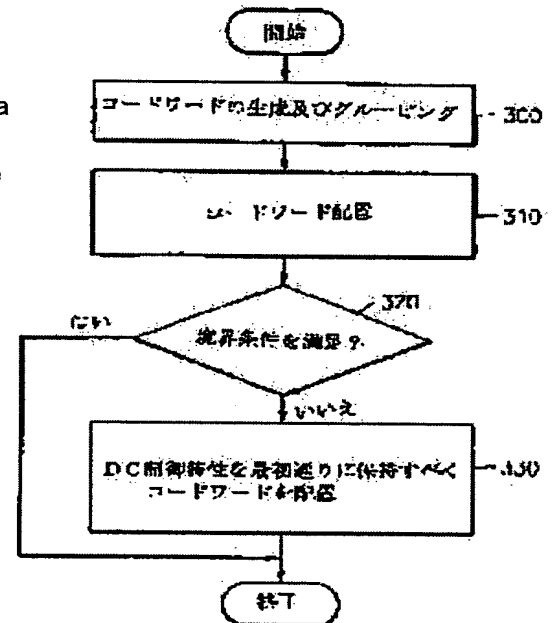 開始
a
コードワードの生成及びグルーピング
300
コードワード配置
310
320
はい
境界条件を満足？
いいえ
DC制御特性を最初通りに保持すべく
コードワードを配置
330
終了